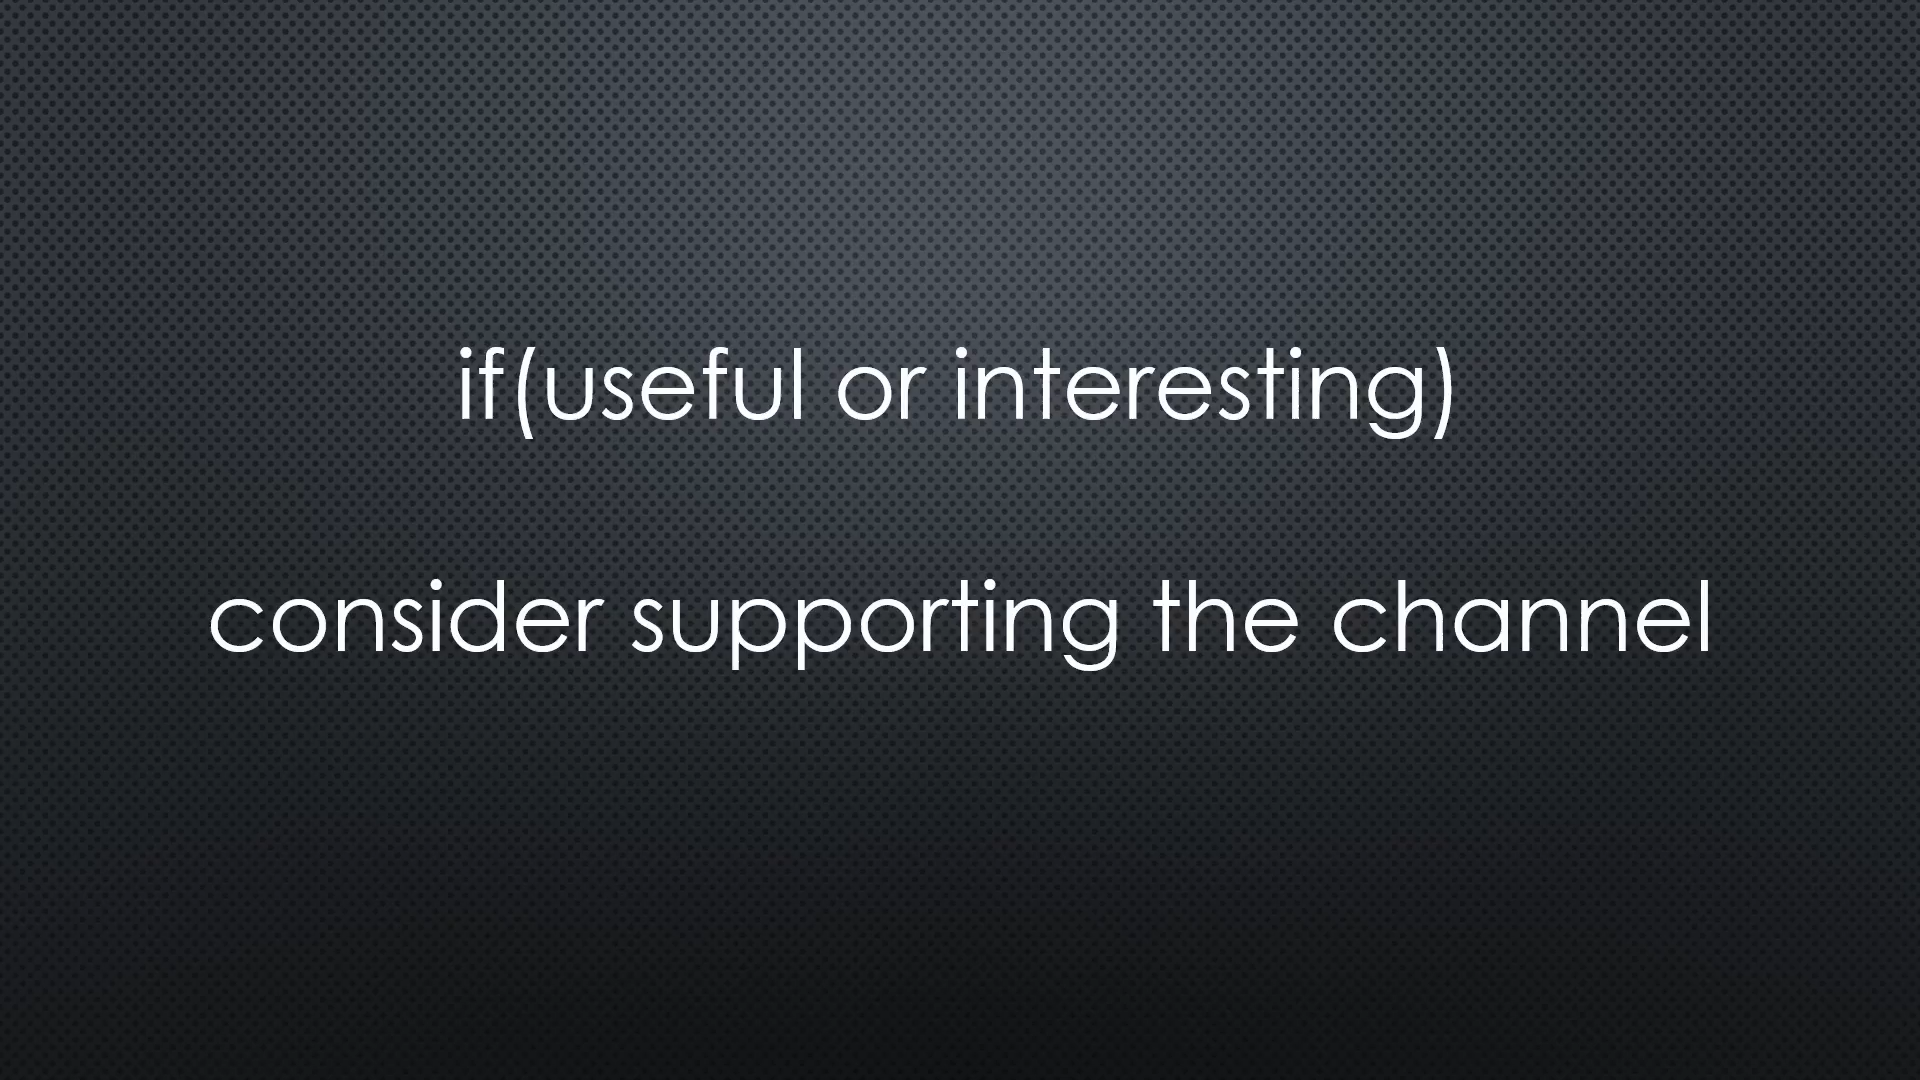 if(useful or interesting)
consider supporting the channel